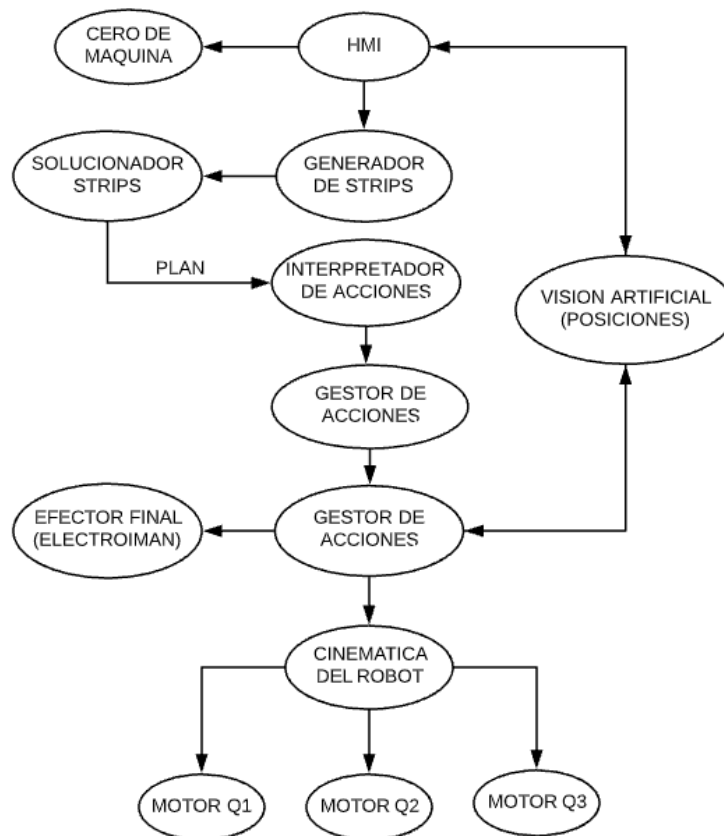 CERO DE
MAQUINA
HMI
SOLUCIONADOR
STRIPS
GENERADOR
DE STRIPS
PLAN
INTERPRETADOR
DE ACCIONES
VISION ARTIFICIAL
(POSICIONES)
GESTOR DE
ACCIONES
EFECTOR FINAL
(ELECTROIMAN)
GESTOR DE
ACCIONES
CINEMATICA
DEL ROBOT
MOTOR Q1
MOTOR Q2
MOTOR Q3